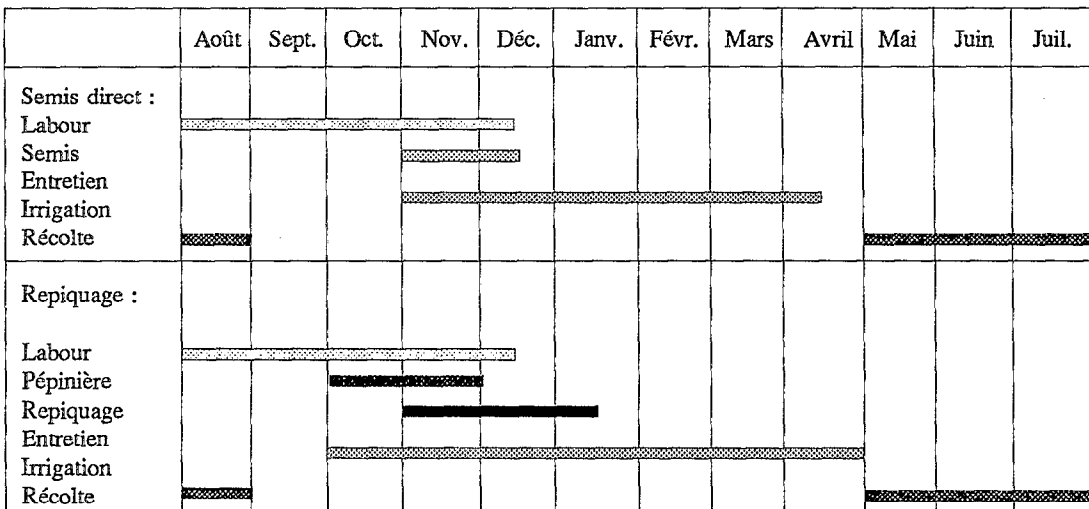 Août Sept. Oct. Nov. Déc. Janv. Févr. Mars Avril Mai Juin Juil.
Semis direct :
Labour
Semis
Entretien
Irrigation
Récolte
Repiquage :
Labour
Pépinière
Repiquage
Entretien
Irrigation
Récolte